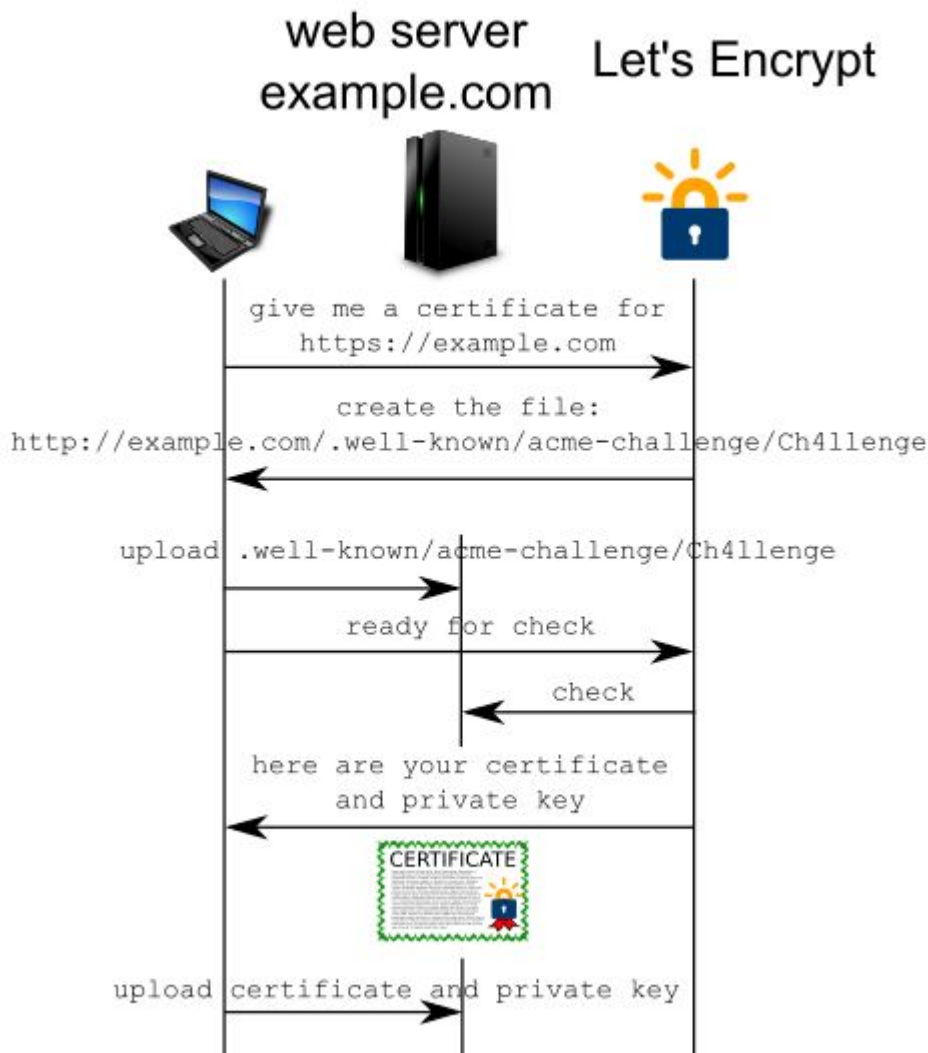 web server
example.com
Let's Encrypt
give me a certificate for
https://example.com
create the file:
http://example.com/.well-known/acme-challenge/Ch4llenge
upload .well-known/acme-challenge/Ch4llenge
ready for check
check
here are your certificate
and private key
CERTIFICATE
upload certificate and private key